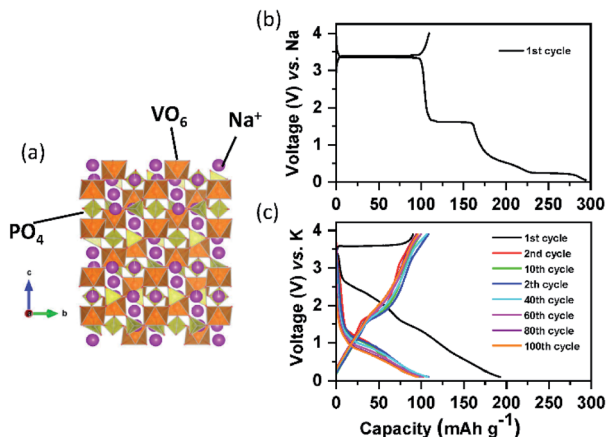 (a)
VO6
Na+
PO4
c
b
(b)
Voltage (V) vs. Na
4
3
2
1
0
1st cycle
0 50 100 150 200 250 300
(c)
Voltage (V) vs. K
4
3
2
1
0
1st cycle
2nd cycle
10th cycle
2th cycle
40th cycle
60th cycle
80th cycle
100th cycle
0 50 100 150 200 250 300
Capacity (mAh g-1)